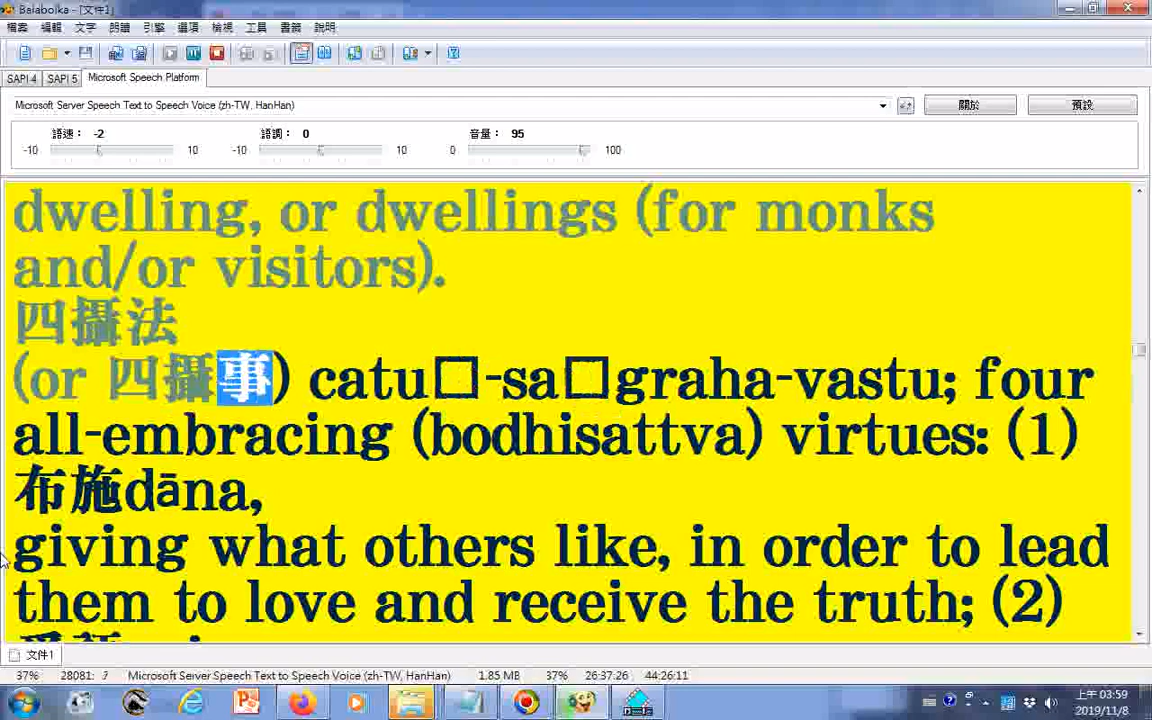 Balabolka - [文件1]
檔案 編輯 文字 朗讀 引擎 選項 檢視 工具 書籤 說明
SAPI 4 SAPI 5 Microsoft Speech Platform
Microsoft Server Speech Text to Speech Voice (zh-TW, HanHan) 關於 預設
語速： -2 語調： 0 音量： 95
-10 10 -10 10 0 100
dwelling, or dwellings (for monks
and/or visitors).
四攝法
(or 四攝事) catu□-sa□graha-vastu; four
all-embracing (bodhisattva) virtues: (1)
布施dāna,
giving what others like, in order to lead
them to love and receive the truth; (2)
文件1
37% 28081: Microsoft Server Speech Text to Speech Voice (zh-TW, HanHan) 1.85 MB 37% 26:37:26 44:26:11
上午 03:59
2019/11/8